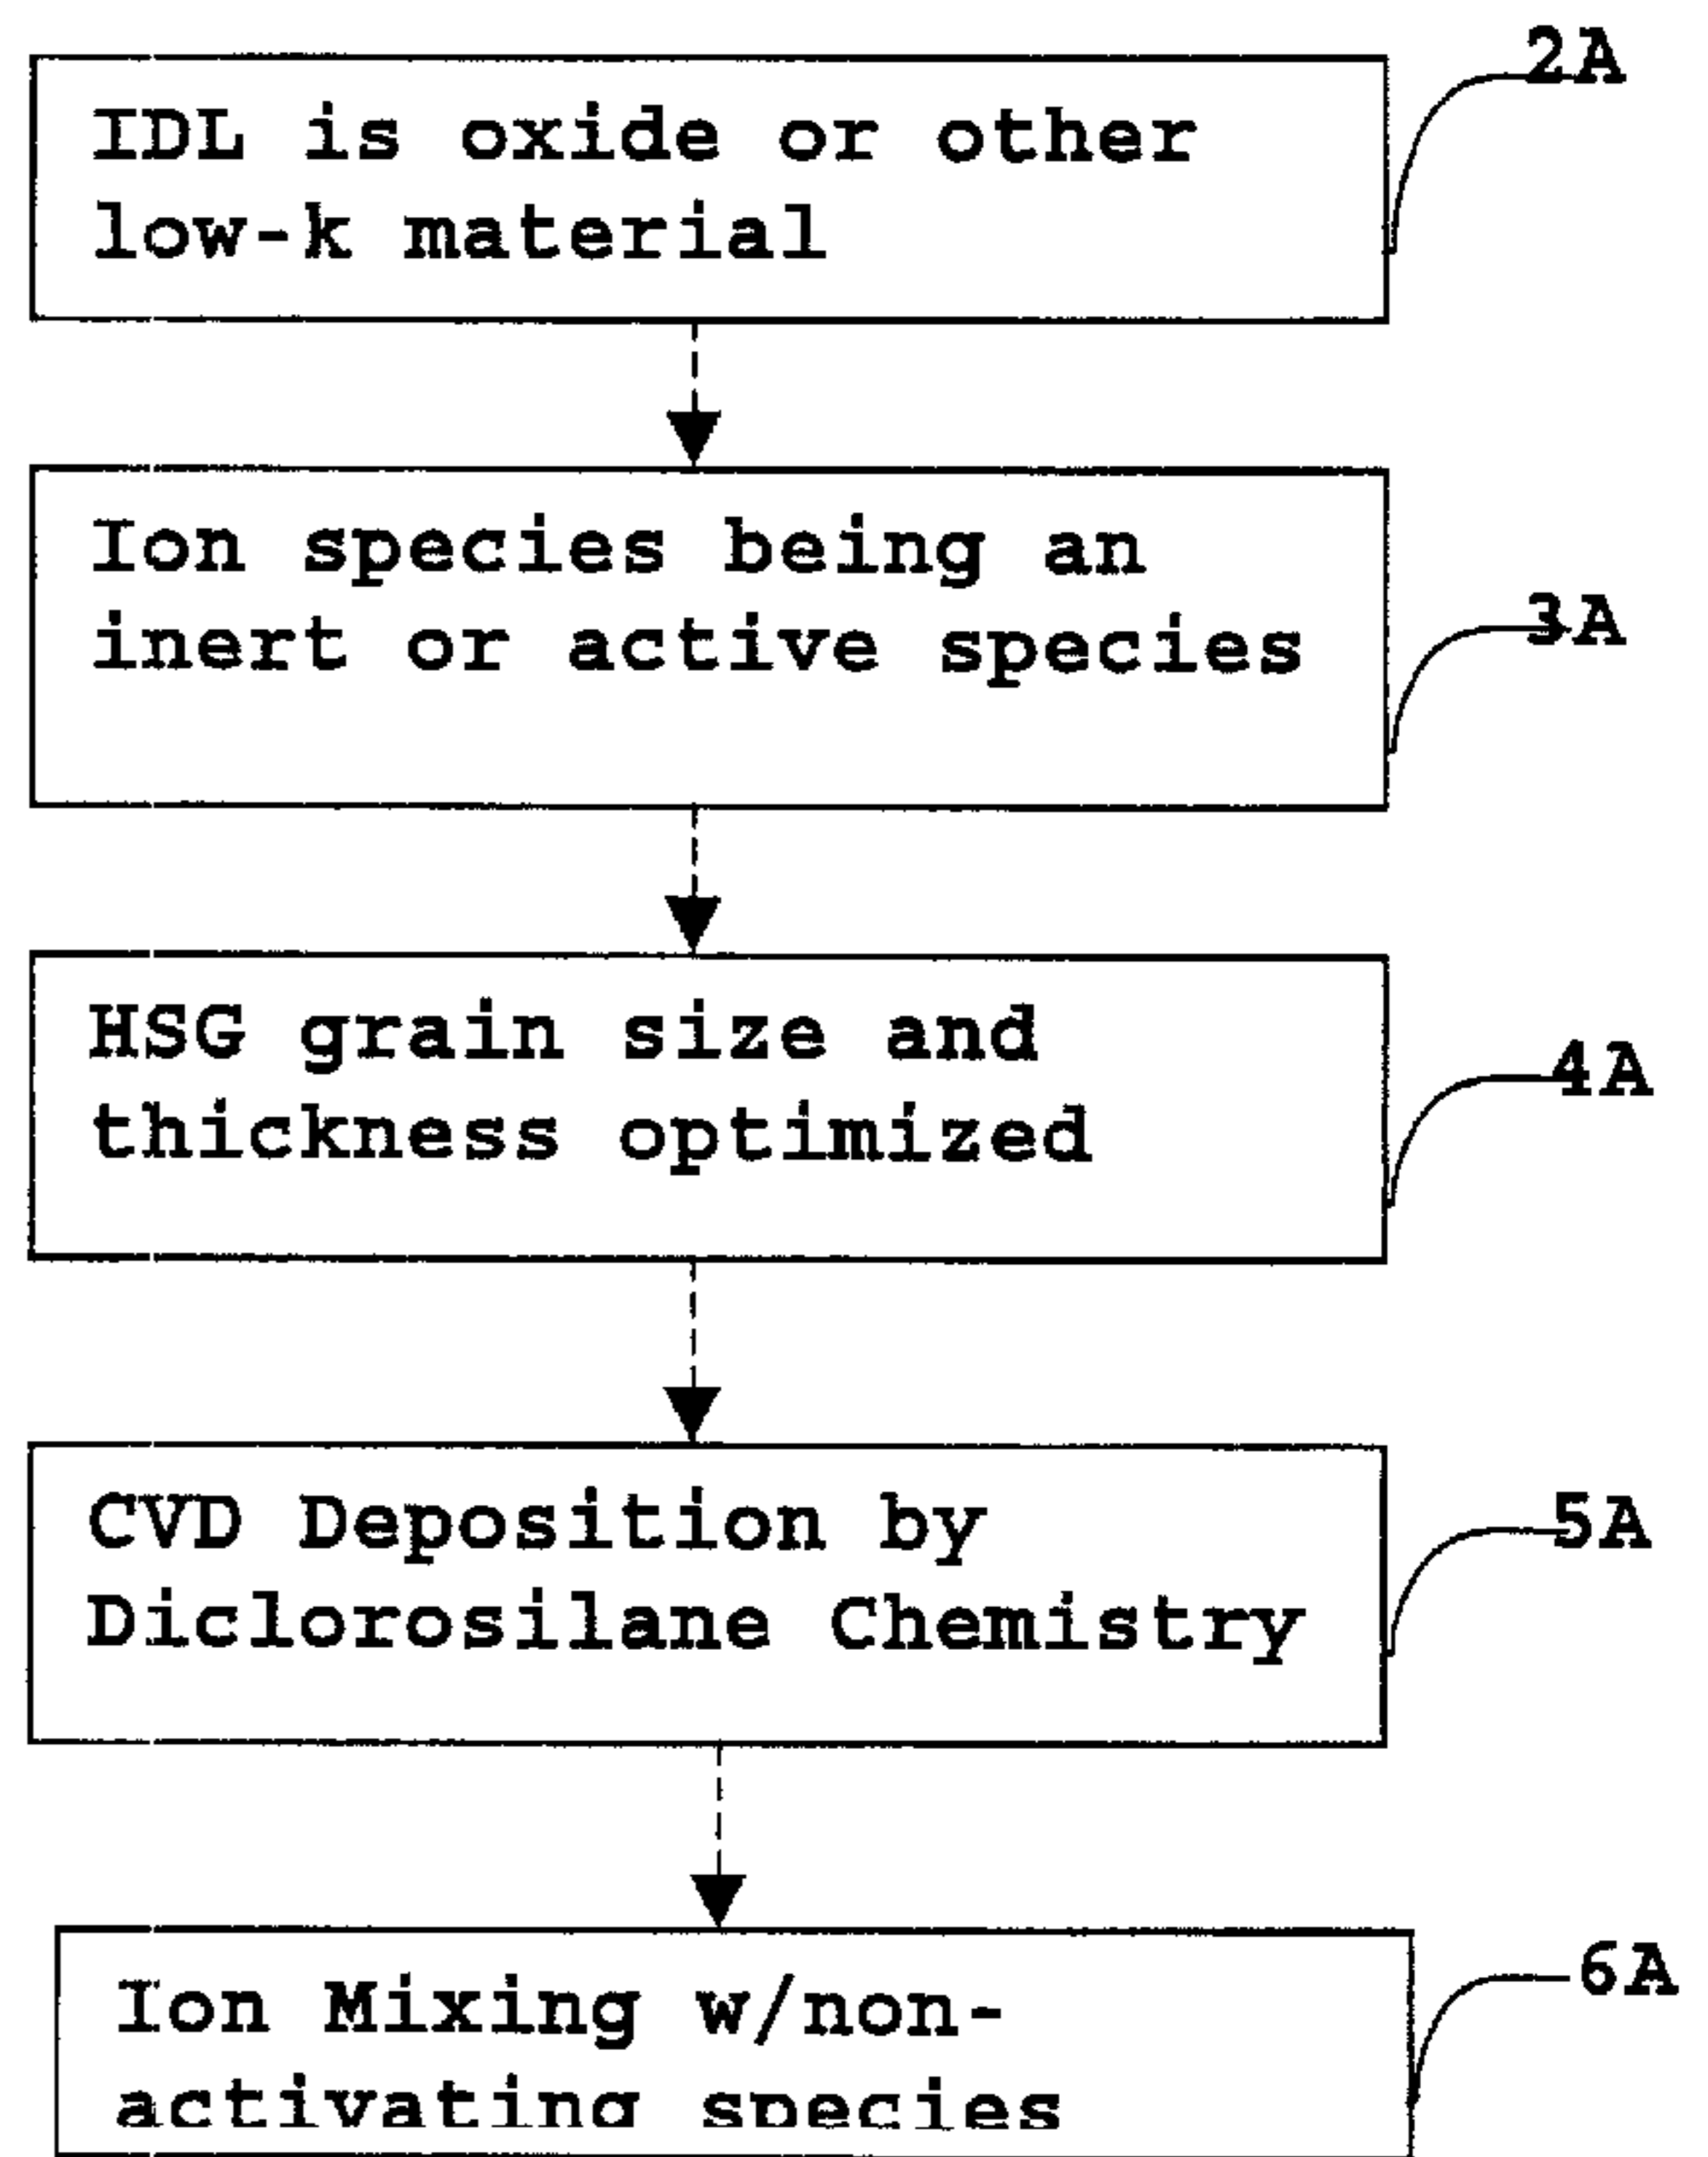 2A
IDL is oxide or other
low-k material
Ion species being an
inert or active species
3A
HSG grain size and
thickness optimized
4A
CVD Deposition by
Diclorosilane Chemistry
5A
Ion Mixing w/non-
activating species
6A